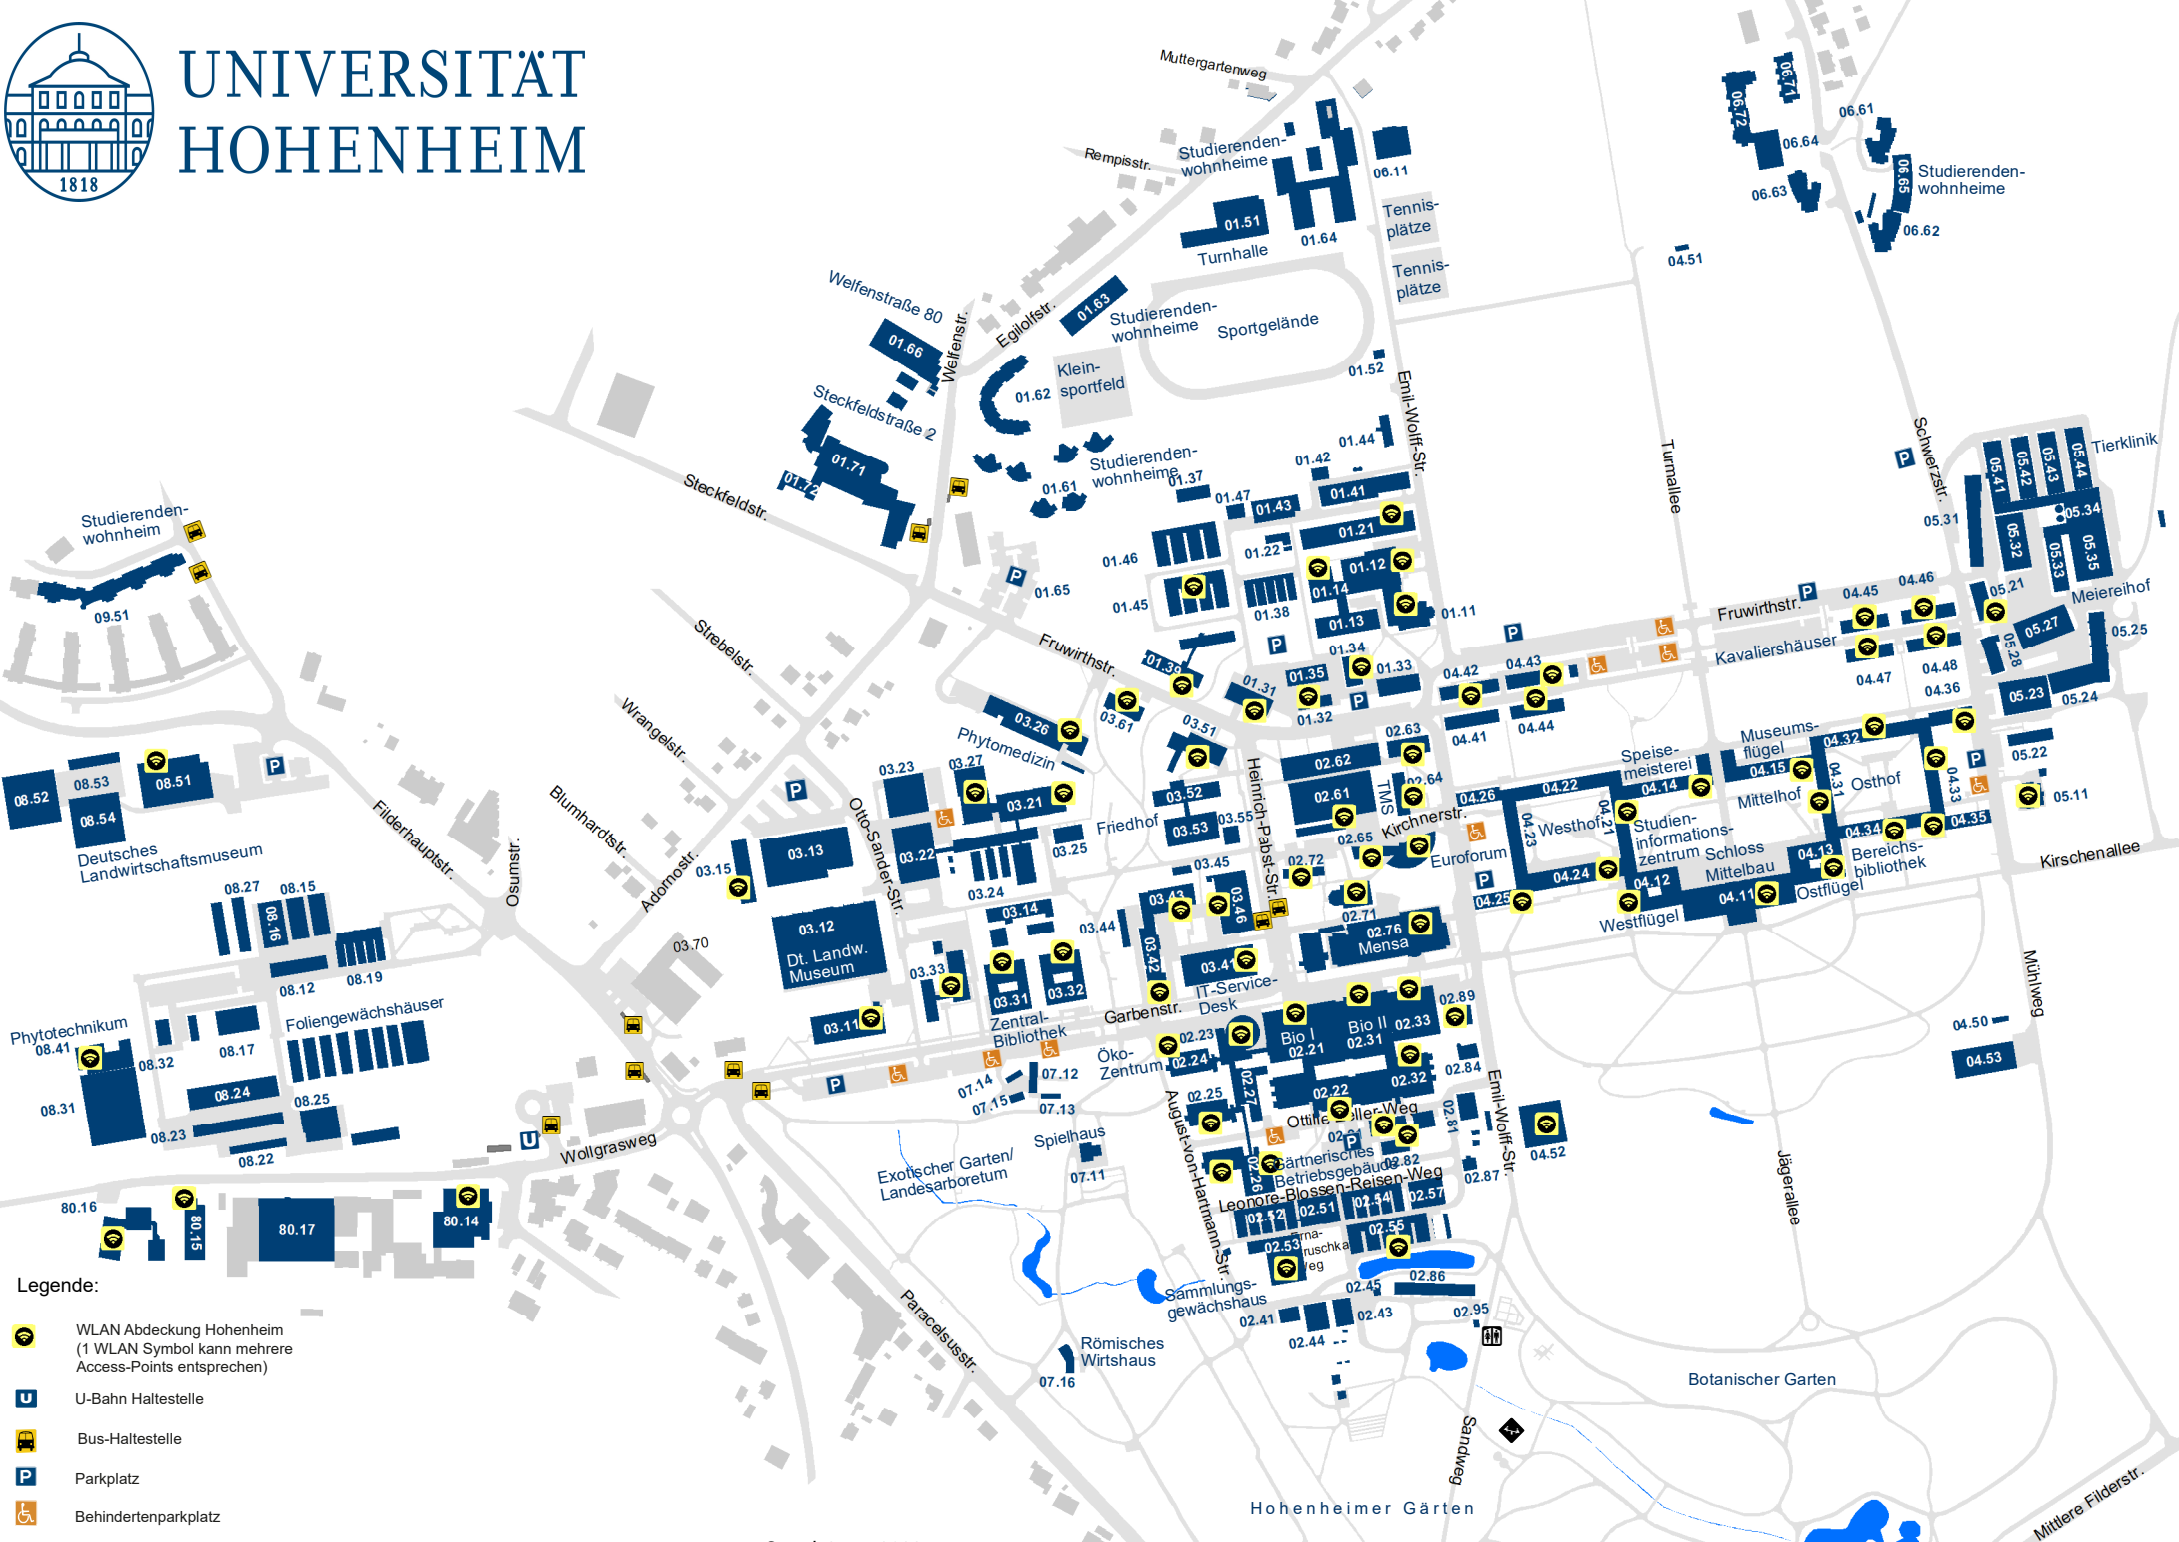 UNIVERSITÄT
HOHENHEIM
1818
Muttergartenweg
Rempisstr.
Studierenden-
wohnheime
06.11
01.51
Turnhalle
01.64
Tennis-
plätze
Tennis-
plätze
06.71
06.72
06.61
06.64
06.63
06.65
Studierenden-
wohnheime
06.62
04.51
Welfenstraße 80
01.66
Welfenstr.
Egilolfstr.
01.63
Studierenden-
wohnheime
Sportgelände
01.52
Klein-
sportfeld
01.62
Steckfeldstraße 2
01.71
01.72
Steckfeldstr.
Studierenden-
wohnheime
01.61
01.37
01.47
01.43
01.42
01.41
01.44
Emil-Wolff-Str.
01.21
01.22
01.46
01.45
01.38
01.12
01.14
01.13
01.11
01.65
Turmallee
Schwerzstr.
05.41
05.42
05.43
05.44
Tierklinik
05.31
05.32
05.33
05.34
05.35
Meiereihof
05.21
05.27
05.28
05.25
05.23
05.24
05.22
05.11
Studierenden-
wohnheim
09.51
Strebelstr.
Wrangelstr.
Blumhardtstr.
Adornostr.
Filderhauptstr.
Osumstr.
Fruwirthstr.
01.39
01.31
01.35
01.34
01.33
01.32
04.42
04.43
04.41
04.44
Fruwirthstr.
Kavaliershäuser
04.45
04.46
04.47
04.48
04.36
03.26
Phytomedizin
03.61
03.51
02.63
02.62
02.61
02.64
TMS
Kirchnerstr.
02.65
Heinrich-Pabst-Str.
04.26
04.22
04.23
04.21
Westhof
04.24
04.25
Euroforum
Speise-
meisterei
04.14
Museums-
flügel
04.15
Mittelhof
04.31
04.32
Osthof
04.33
04.34
04.35
Studien-
informations-
zentrum
Schloss
Mittelbau
04.13
04.12
04.11
Westflügel
Ostflügel
Bereichs-
bibliothek
Kirschenallee
08.52
08.53
08.54
08.51
Deutsches
Landwirtschaftsmuseum
03.23
03.27
03.21
03.22
03.25
03.24
Otto-Sander-Str.
03.13
03.15
03.12
Dt. Landw.
Museum
03.70
03.11
Friedhof
03.52
03.53
03.55
03.45
03.43
03.46
03.44
03.42
03.41
IT-Service-
Desk
03.14
03.33
03.31
03.32
Zentral-
Bibliothek
Garbenstr.
02.72
02.71
02.76
Mensa
08.27
08.15
08.16
08.12
08.19
Phytotechnikum
08.41
08.32
08.17
Foliengewächshäuser
08.31
08.24
08.25
08.23
08.22
Wollgrasweg
80.16
80.15
80.17
80.14
07.14
07.15
07.12
07.13
Öko-
Zentrum
02.23
02.24
02.25
02.27
02.26
Bio I
02.21
Bio II
02.31
02.33
02.22
02.32
02.89
02.84
02.81
02.82
02.87
Gärtnerisches
Betriebsgebäude
Leonore-Blossen-Reisen-Weg
02.52
02.51
02.54
02.57
02.55
02.53
August-von-Hartmann-Str.
Emil-Wolff-Str.
04.52
04.50
04.53
Mühlweg
Jägerallee
Exotischer Garten/
Landesarboretum
Spielhaus
07.11
Sammlungs-
gewächshaus
02.41
02.44
02.43
02.45
02.86
02.95
Römisches
Wirtshaus
07.16
Paracelsusstr.
Botanischer Garten
Sandweg
Hohenheimer Gärten
Mittlere Filderstr.
Legende:
WLAN Abdeckung Hohenheim
(1 WLAN Symbol kann mehrere
Access-Points entsprechen)
U-Bahn Haltestelle
Bus-Haltestelle
Parkplatz
Behindertenparkplatz